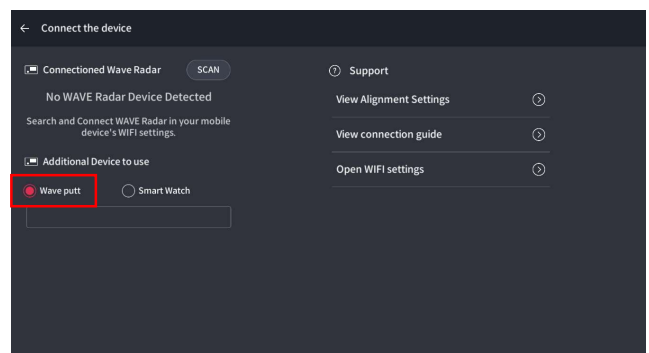 ← Connect the device
Connectioned Wave Radar
SCAN
No WAVE Radar Device Detected
Search and Connect WAVE Radar in your mobile
device's WIFI settings.
Additional Device to use
Wave putt
Smart Watch
? Support
View Alignment Settings
View connection guide
Open WIFI settings